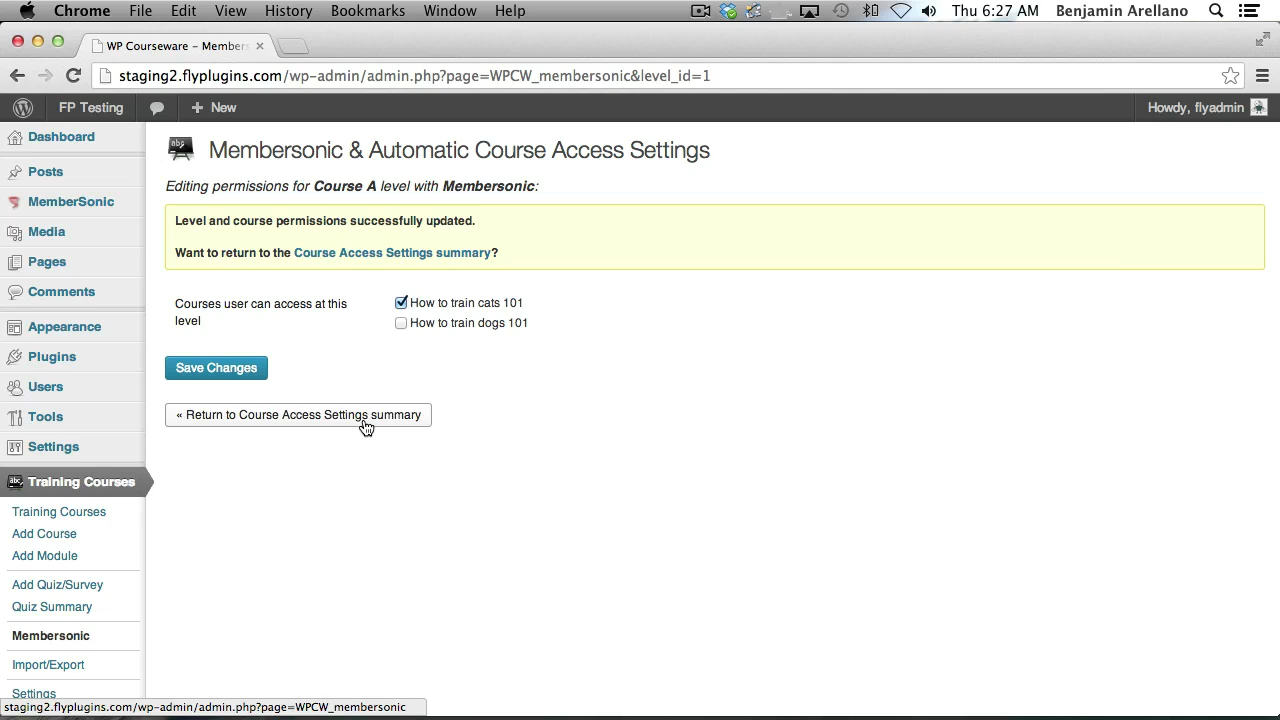 Chrome File Edit View History Bookmarks Window Help Thu 6:27 AM Benjamin Arellano
WP Courseware – Members
staging2.flyplugins.com/wp-admin/admin.php?page=WPCW_membersonic&level_id=1
FP Testing + New Howdy, flyadmin
Dashboard
Posts
MemberSonic
Media
Pages
Comments
Appearance
Plugins
Users
Tools
Settings
abc Training Courses
Training Courses
Add Course
Add Module
Add Quiz/Survey
Quiz Summary
Membersonic
Import/Export
Settings
abc Membersonic & Automatic Course Access Settings
Editing permissions for Course A level with Membersonic:
Level and course permissions successfully updated.
Want to return to the Course Access Settings summary?
Courses user can access at this
level
How to train cats 101
How to train dogs 101
Save Changes
« Return to Course Access Settings summary
staging2.flyplugins.com/wp-admin/admin.php?page=WPCW_membersonic